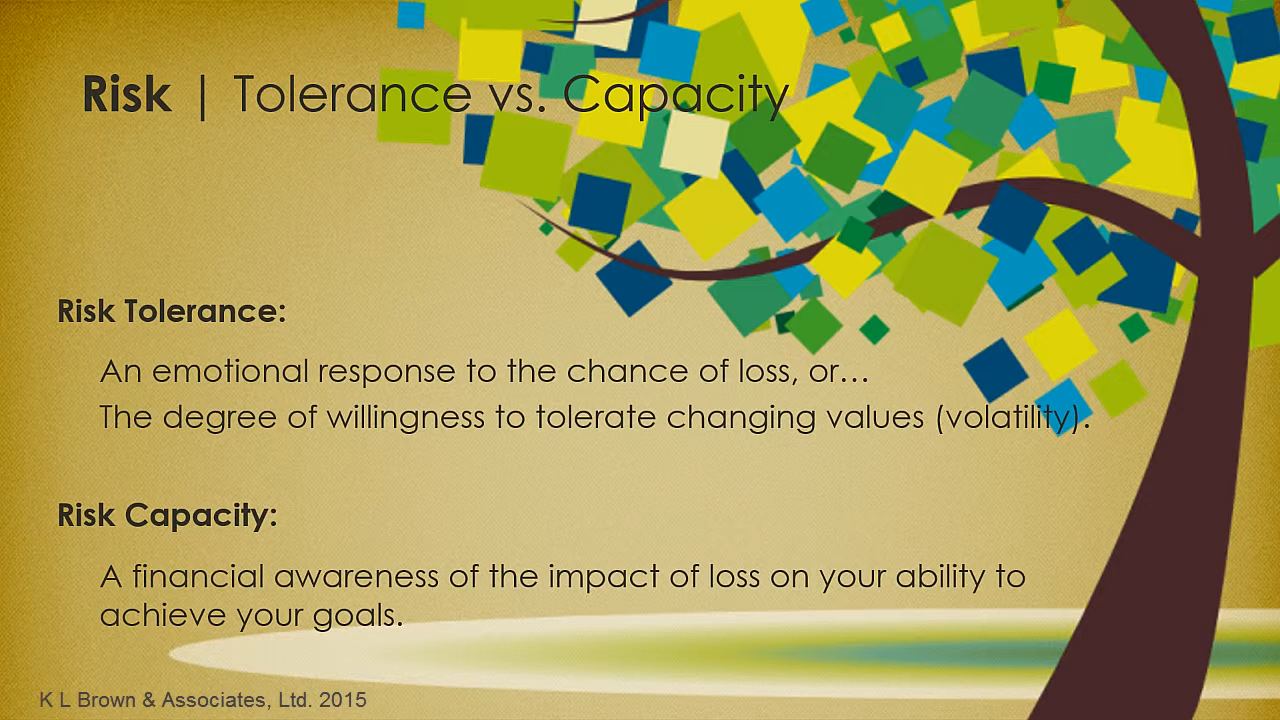 Risk | Tolerance vs. Capacity
Risk Tolerance:
An emotional response to the chance of loss, or…
The degree of willingness to tolerate changing values (volatility).
Risk Capacity:
A financial awareness of the impact of loss on your ability to
achieve your goals.
K L Brown & Associates, Ltd. 2015